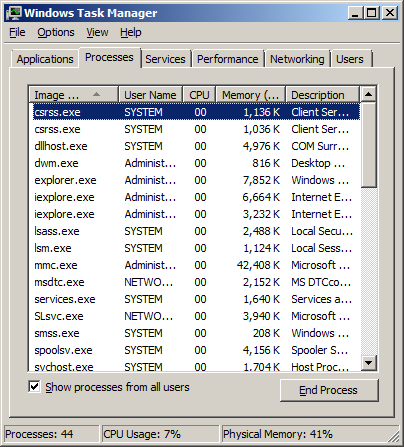 Windows Task Manager
File Options View Help
Applications Processes Services Performance Networking Users
Image ... User Name CPU Memory (... Description
csrss.exe SYSTEM 00 1,136 K Client Ser...
csrss.exe SYSTEM 00 1,036 K Client Ser...
dllhost.exe SYSTEM 00 4,976 K COM Surr...
dwm.exe Administ... 00 816 K Desktop ...
explorer.exe Administ... 00 7,852 K Windows ...
iexplore.exe Administ... 00 6,664 K Internet E...
iexplore.exe Administ... 00 3,232 K Internet E...
lsass.exe SYSTEM 00 2,488 K Local Secu...
lsm.exe SYSTEM 00 1,124 K Local Sess...
mmc.exe Administ... 00 42,408 K Microsoft ...
msdtc.exe NETWO... 00 2,152 K MS DTCco...
services.exe SYSTEM 00 1,640 K Services a...
SLsvc.exe NETWO... 00 3,940 K Microsoft ...
smss.exe SYSTEM 00 208 K Windows ...
spoolsv.exe SYSTEM 00 4,156 K Spooler S...
svchost.exe SYSTEM 00 1,704 K Host Proc...
Show processes from all users
End Process
Processes: 44 CPU Usage: 7% Physical Memory: 41%